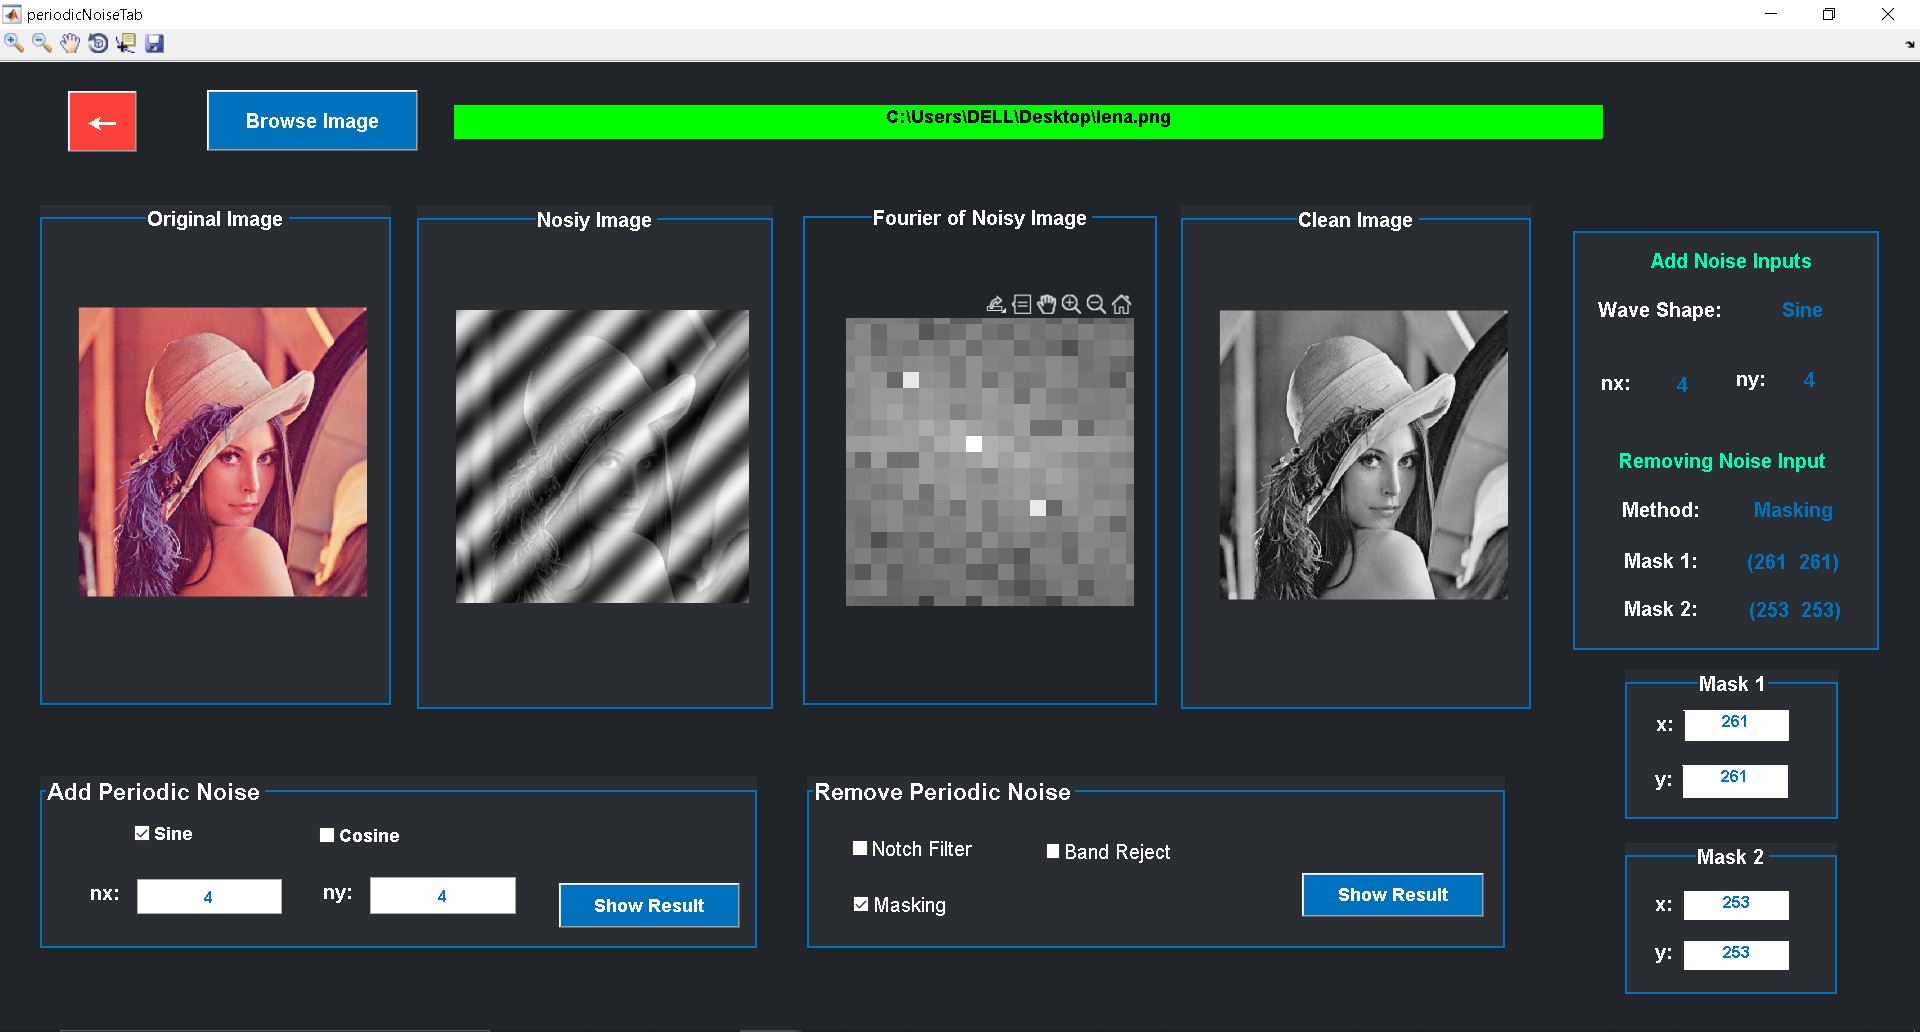 periodicNoiseTab
←
Browse Image
C:\Users\DELL\Desktop\lena.png
Original Image
Nosiy Image
Fourier of Noisy Image
Clean Image
Add Noise Inputs
Wave Shape: Sine
nx: 4 ny: 4
Removing Noise Input
Method: Masking
Mask 1: (261 261)
Mask 2: (253 253)
Mask 1
x: 261
y: 261
Add Periodic Noise
Sine
Cosine
nx: 4
ny: 4
Show Result
Remove Periodic Noise
Notch Filter
Band Reject
Masking
Show Result
Mask 2
x: 253
y: 253